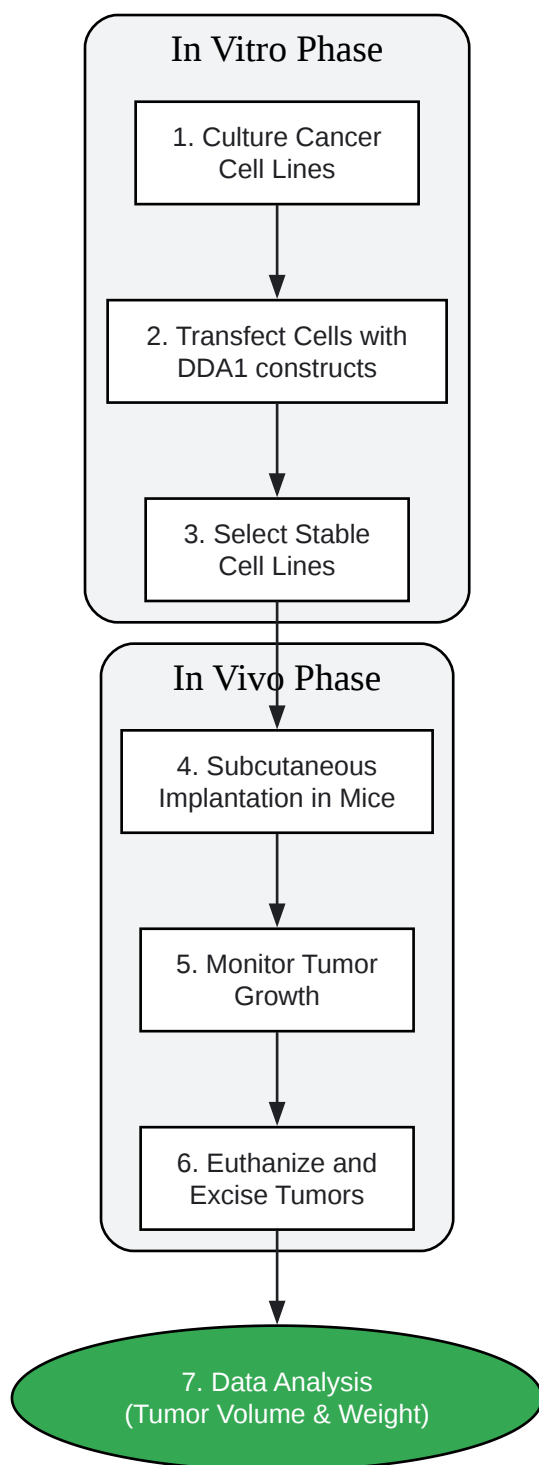 In Vitro Phase
1. Culture Cancer
Cell Lines
2. Transfect Cells with
DDA1 constructs
3. Select Stable
Cell Lines
In Vivo Phase
4. Subcutaneous
Implantation in Mice
5. Monitor Tumor
Growth
6. Euthanize and
Excise Tumors
7. Data Analysis
(Tumor Volume & Weight)